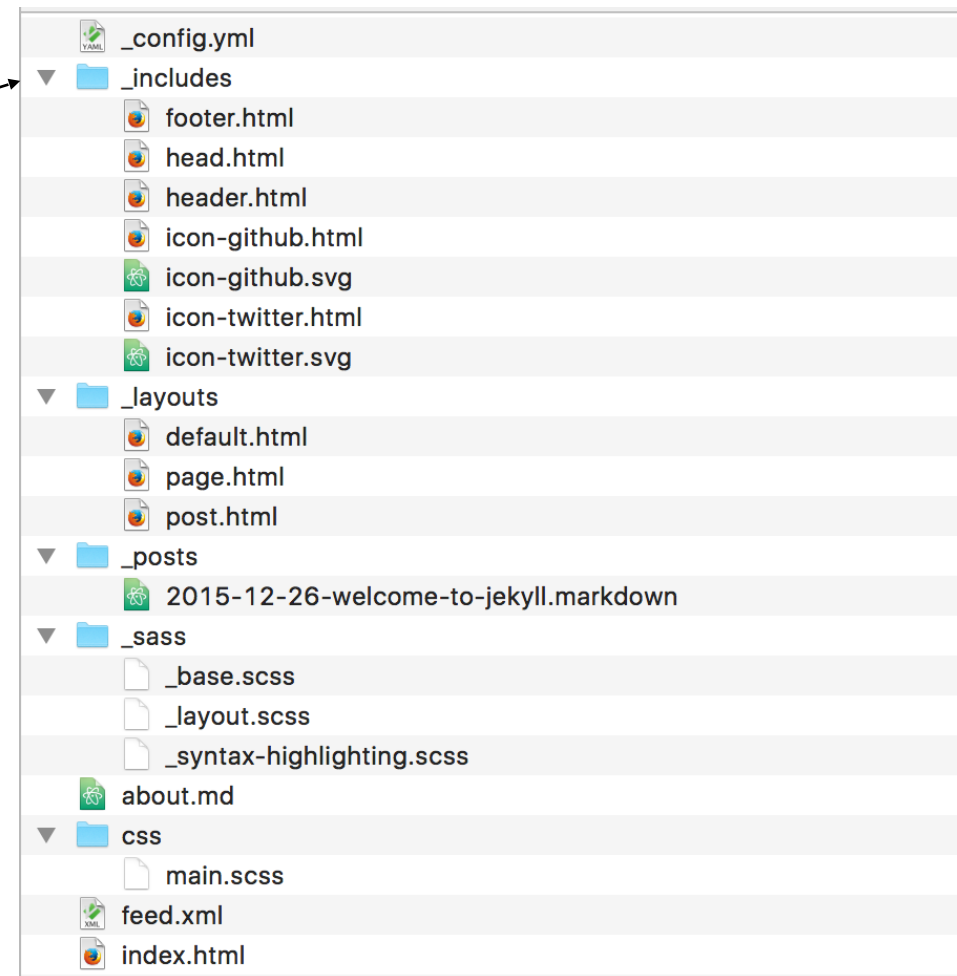 _config.yml
_includes
footer.html
head.html
header.html
icon-github.html
icon-github.svg
icon-twitter.html
icon-twitter.svg
_layouts
default.html
page.html
post.html
_posts
2015-12-26-welcome-to-jekyll.markdown
_sass
_base.scss
_layout.scss
_syntax-highlighting.scss
about.md
css
main.scss
feed.xml
index.html